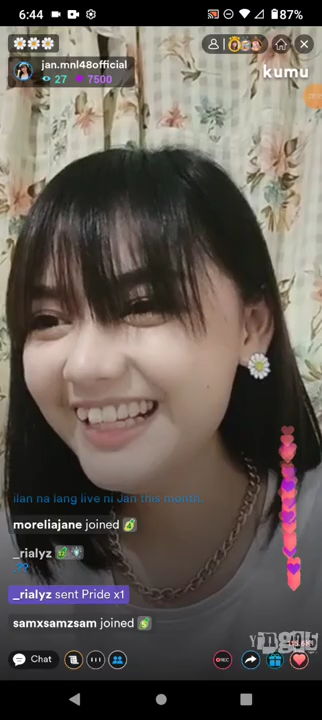 6:44
87%
jan.mnl48official
27 7500
kumu
ilan na lang live ni Jan this month.
moreliajane joined
_rialyz
??
_rialyz sent Pride x1
samxsamzsam joined
Chat
REC